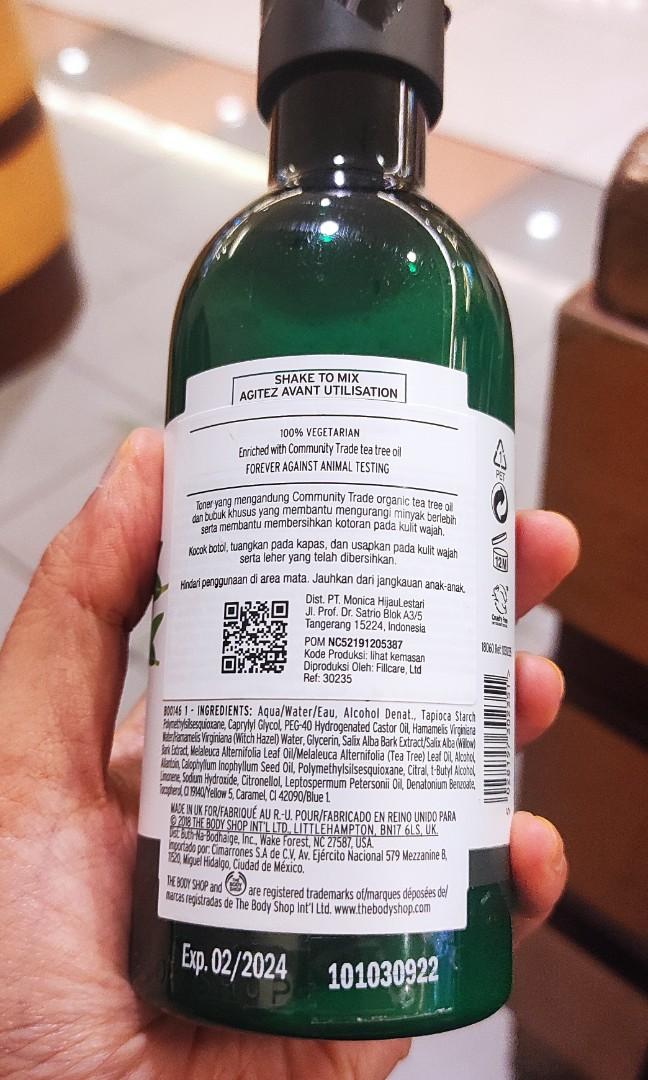 SHAKE TO MIX
AGITEZ AVANT UTILISATION
100% VEGETARIAN
Enriched with Community Trade tea tree oil
FOREVER AGAINST ANIMAL TESTING
Toner yang mengandung Community Trade organic tea tree oil
dan bubuk khusus yang membantu mengurangi minyak berlebih
serta membantu membersihkan kotoran pada kulit wajah.
Kocok botol, tuangkan pada kapas, dan usapkan pada kulit wajah
serta leher yang telah dibersihkan.
Hindari penggunaan di area mata. Jauhkan dari jangkauan anak-anak.
Dist. PT. Monica HijauLestari
Jl. Prof. Dr. Satrio Blok A3/5
Tangerang 15224, Indonesia
POM NC52191205387
Kode Produksi: lihat kemasan
Diproduksi Oleh: Fillcare, Ltd
Ref: 30235
PET
12M
Cruelty free
B00146 1 - INGREDIENTS: Aqua/Water/Eau, Alcohol Denat., Tapioca Starch
Polymethylsilsesquioxane, Caprylyl Glycol, PEG-40 Hydrogenated Castor Oil, Hamamelis Virginiana
Water/Hamamelis Virginiana (Witch Hazel) Water, Glycerin, Salix Alba Bark Extract/Salix Alba (Willow)
Bark Extract, Melaleuca Alternifolia Leaf Oil/Melaleuca Alternifolia (Tea Tree) Leaf Oil, Alcohol,
Allantoin, Calophyllum Inophyllum Seed Oil, Polymethylsilsesquioxane, Citral, t-Butyl Alcohol,
Limonene, Sodium Hydroxide, Citronellol, Leptospermum Petersonii Oil, Denatonium Benzoate,
Tocopherol, CI 19140/Yellow 5, Caramel, CI 42090/Blue 1.
MADE IN UK/FABRIQUÉ AU R.-U. POUR/FABRICADO EN REINO UNIDO PARA
© 2018 THE BODY SHOP INT'L LTD., LITTLEHAMPTON, BN17 6LS, UK.
Dist: Buth-Na-Bodhaige, Inc., Wake Forest, NC 27587, USA.
Importado por: Cimarrones S.A de C.V, Av. Ejército Nacional 579 Mezzanine B,
11520, Miguel Hidalgo, Ciudad de México.
THE BODY SHOP and THE BODY SHOP are registered trademarks of/marques déposées de/
marcas registradas de The Body Shop Int'l Ltd. www.thebodyshop.com
Exp. 02/2024 101030922